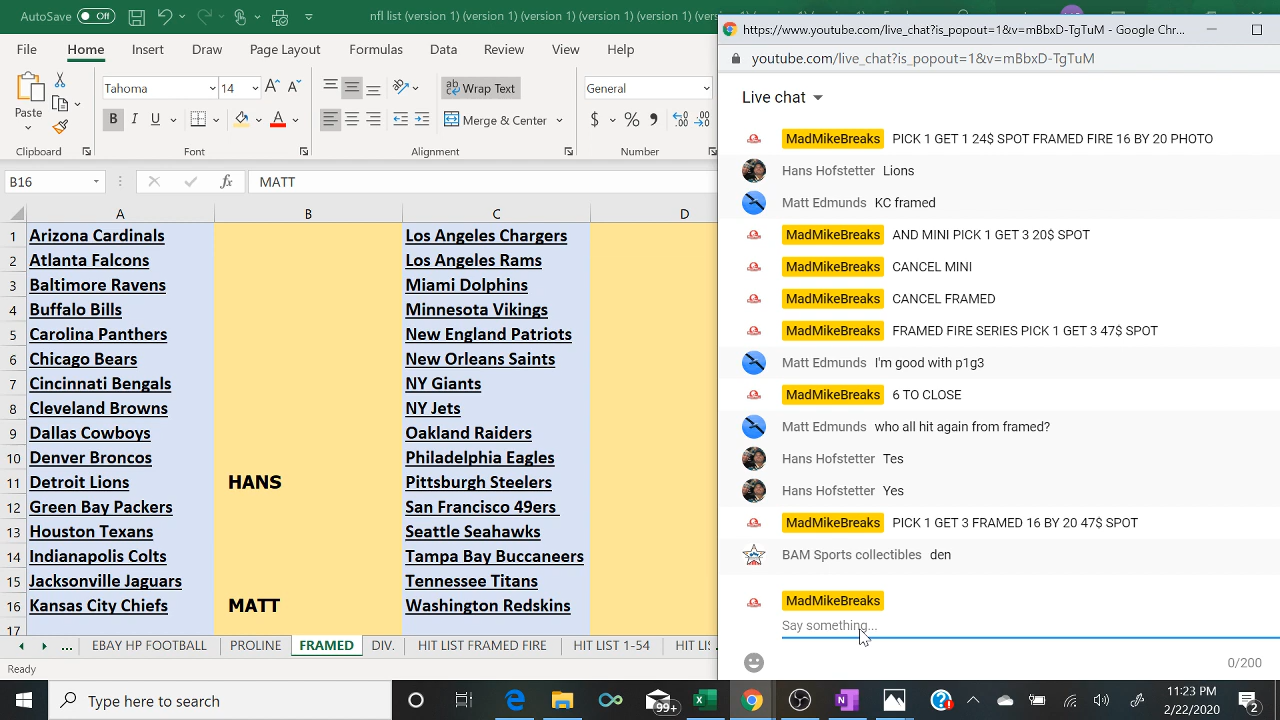 AutoSave Off nfl list (version 1) (version 1) (version 1)
https://www.youtube.com/live_chat?is_popout=1&v=mBbxD-TgTuM - Google Chr...
youtube.com/live_chat?is_popout=1&v=mBbxD-TgTuM
File Home Insert Draw Page Layout Formulas Data Review View Help
Paste Tahoma 14 Wrap Text General
B I U A Merge & Center $ % 9
Clipboard Font Alignment Number
B16 fx MATT
A B C D
1 Arizona Cardinals Los Angeles Chargers
2 Atlanta Falcons Los Angeles Rams
3 Baltimore Ravens Miami Dolphins
4 Buffalo Bills Minnesota Vikings
5 Carolina Panthers New England Patriots
6 Chicago Bears New Orleans Saints
7 Cincinnati Bengals NY Giants
8 Cleveland Browns NY Jets
9 Dallas Cowboys Oakland Raiders
10 Denver Broncos Philadelphia Eagles
11 Detroit Lions HANS Pittsburgh Steelers
12 Green Bay Packers San Francisco 49ers
13 Houston Texans Seattle Seahawks
14 Indianapolis Colts Tampa Bay Buccaneers
15 Jacksonville Jaguars Tennessee Titans
16 Kansas City Chiefs MATT Washington Redskins
17
... EBAY HP FOOTBALL PROLINE FRAMED DIV. HIT LIST FRAMED FIRE HIT LIST 1-54 HIT LI...
Ready
Live chat
MadMikeBreaks PICK 1 GET 1 24$ SPOT FRAMED FIRE 16 BY 20 PHOTO
Hans Hofstetter Lions
Matt Edmunds KC framed
MadMikeBreaks AND MINI PICK 1 GET 3 20$ SPOT
MadMikeBreaks CANCEL MINI
MadMikeBreaks CANCEL FRAMED
MadMikeBreaks FRAMED FIRE SERIES PICK 1 GET 3 47$ SPOT
Matt Edmunds I'm good with p1g3
MadMikeBreaks 6 TO CLOSE
Matt Edmunds who all hit again from framed?
Hans Hofstetter Tes
Hans Hofstetter Yes
MadMikeBreaks PICK 1 GET 3 FRAMED 16 BY 20 47$ SPOT
BAM Sports collectibles den
MadMikeBreaks
Say something...
0/200
Type here to search 99+ 11:23 PM
2/22/2020 2